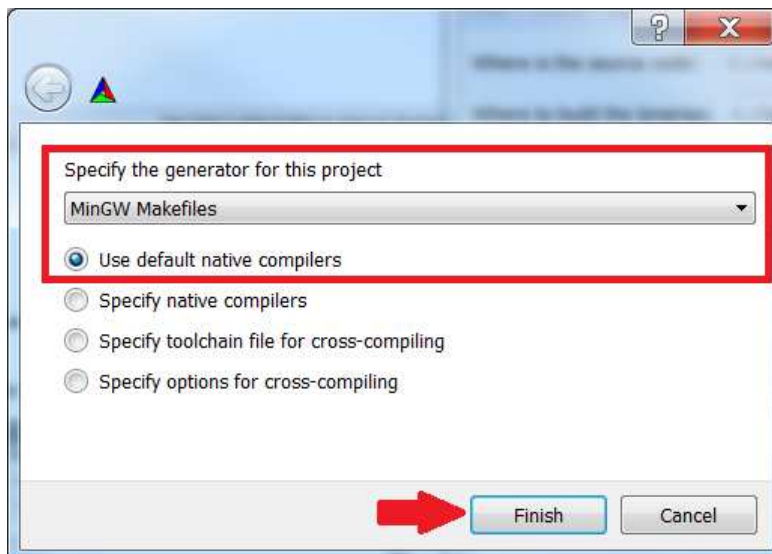 Specify the generator for this project
MinGW Makefiles
Use default native compilers
Specify native compilers
Specify toolchain file for cross-compiling
Specify options for cross-compiling
Finish
Cancel